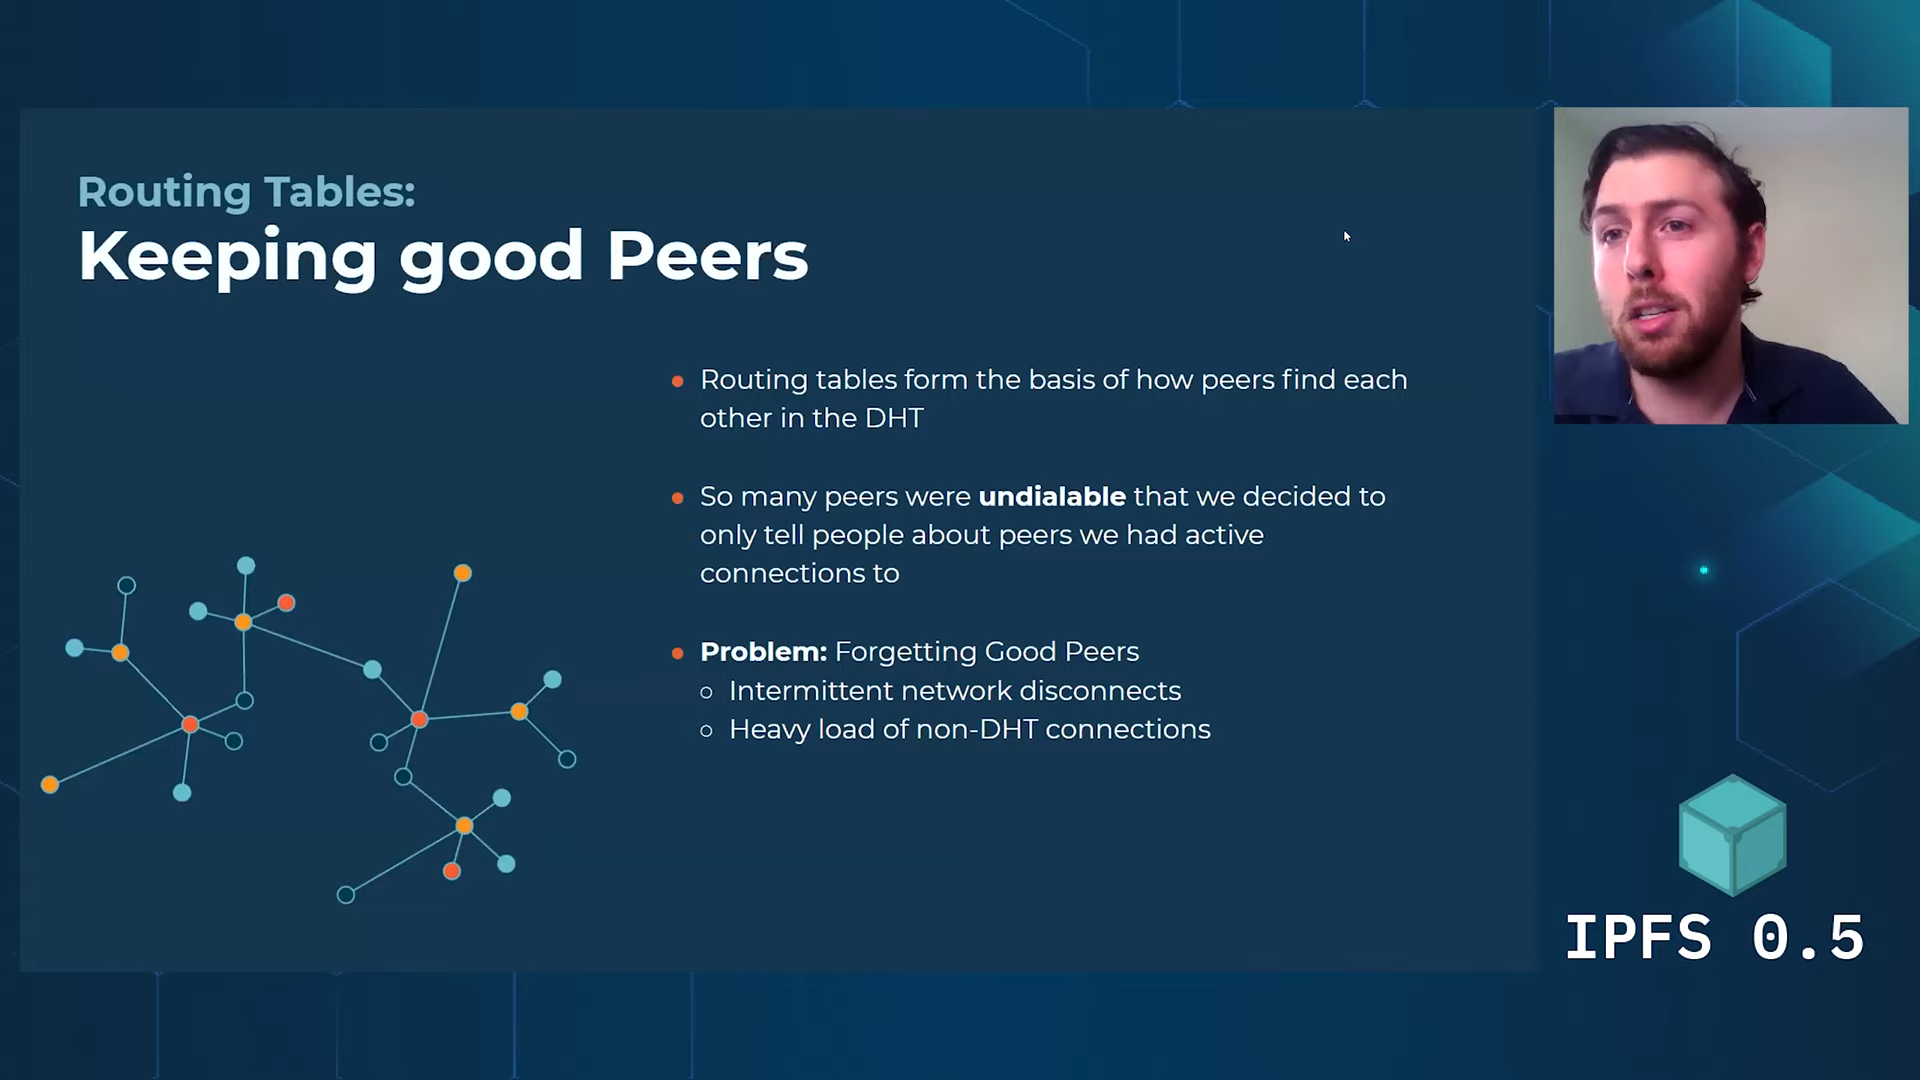 Routing Tables:
Keeping good Peers
Routing tables form the basis of how peers find each
other in the DHT
So many peers were undialable that we decided to
only tell people about peers we had active
connections to
Problem: Forgetting Good Peers
Intermittent network disconnects
Heavy load of non-DHT connections
IPFS 0.5